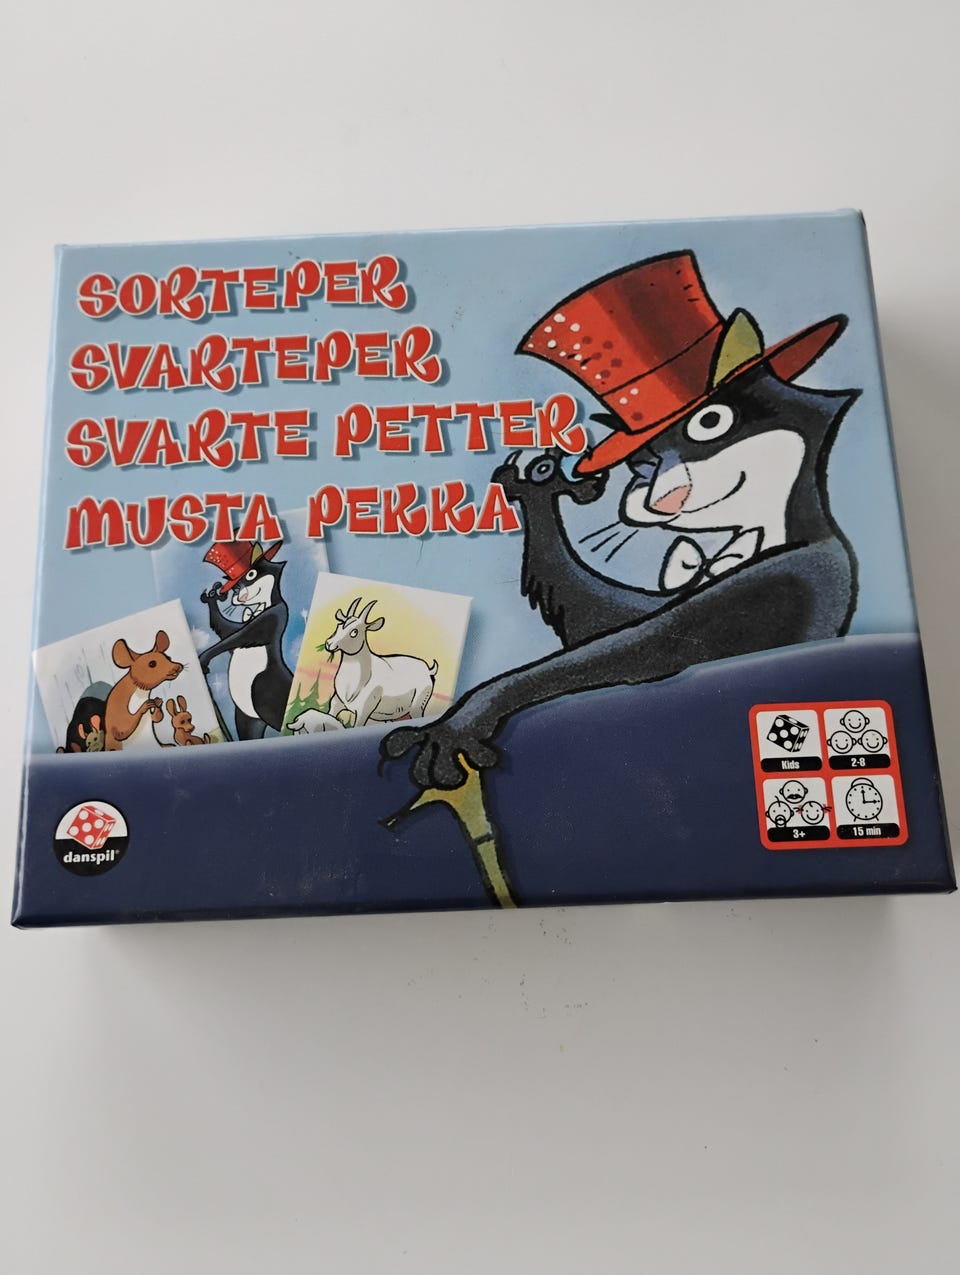 SORTEPER
SVARTEPER
SVARTE PETTER
MUSTA PEKKA
Kids
2-8
3+
15 min
danspil®